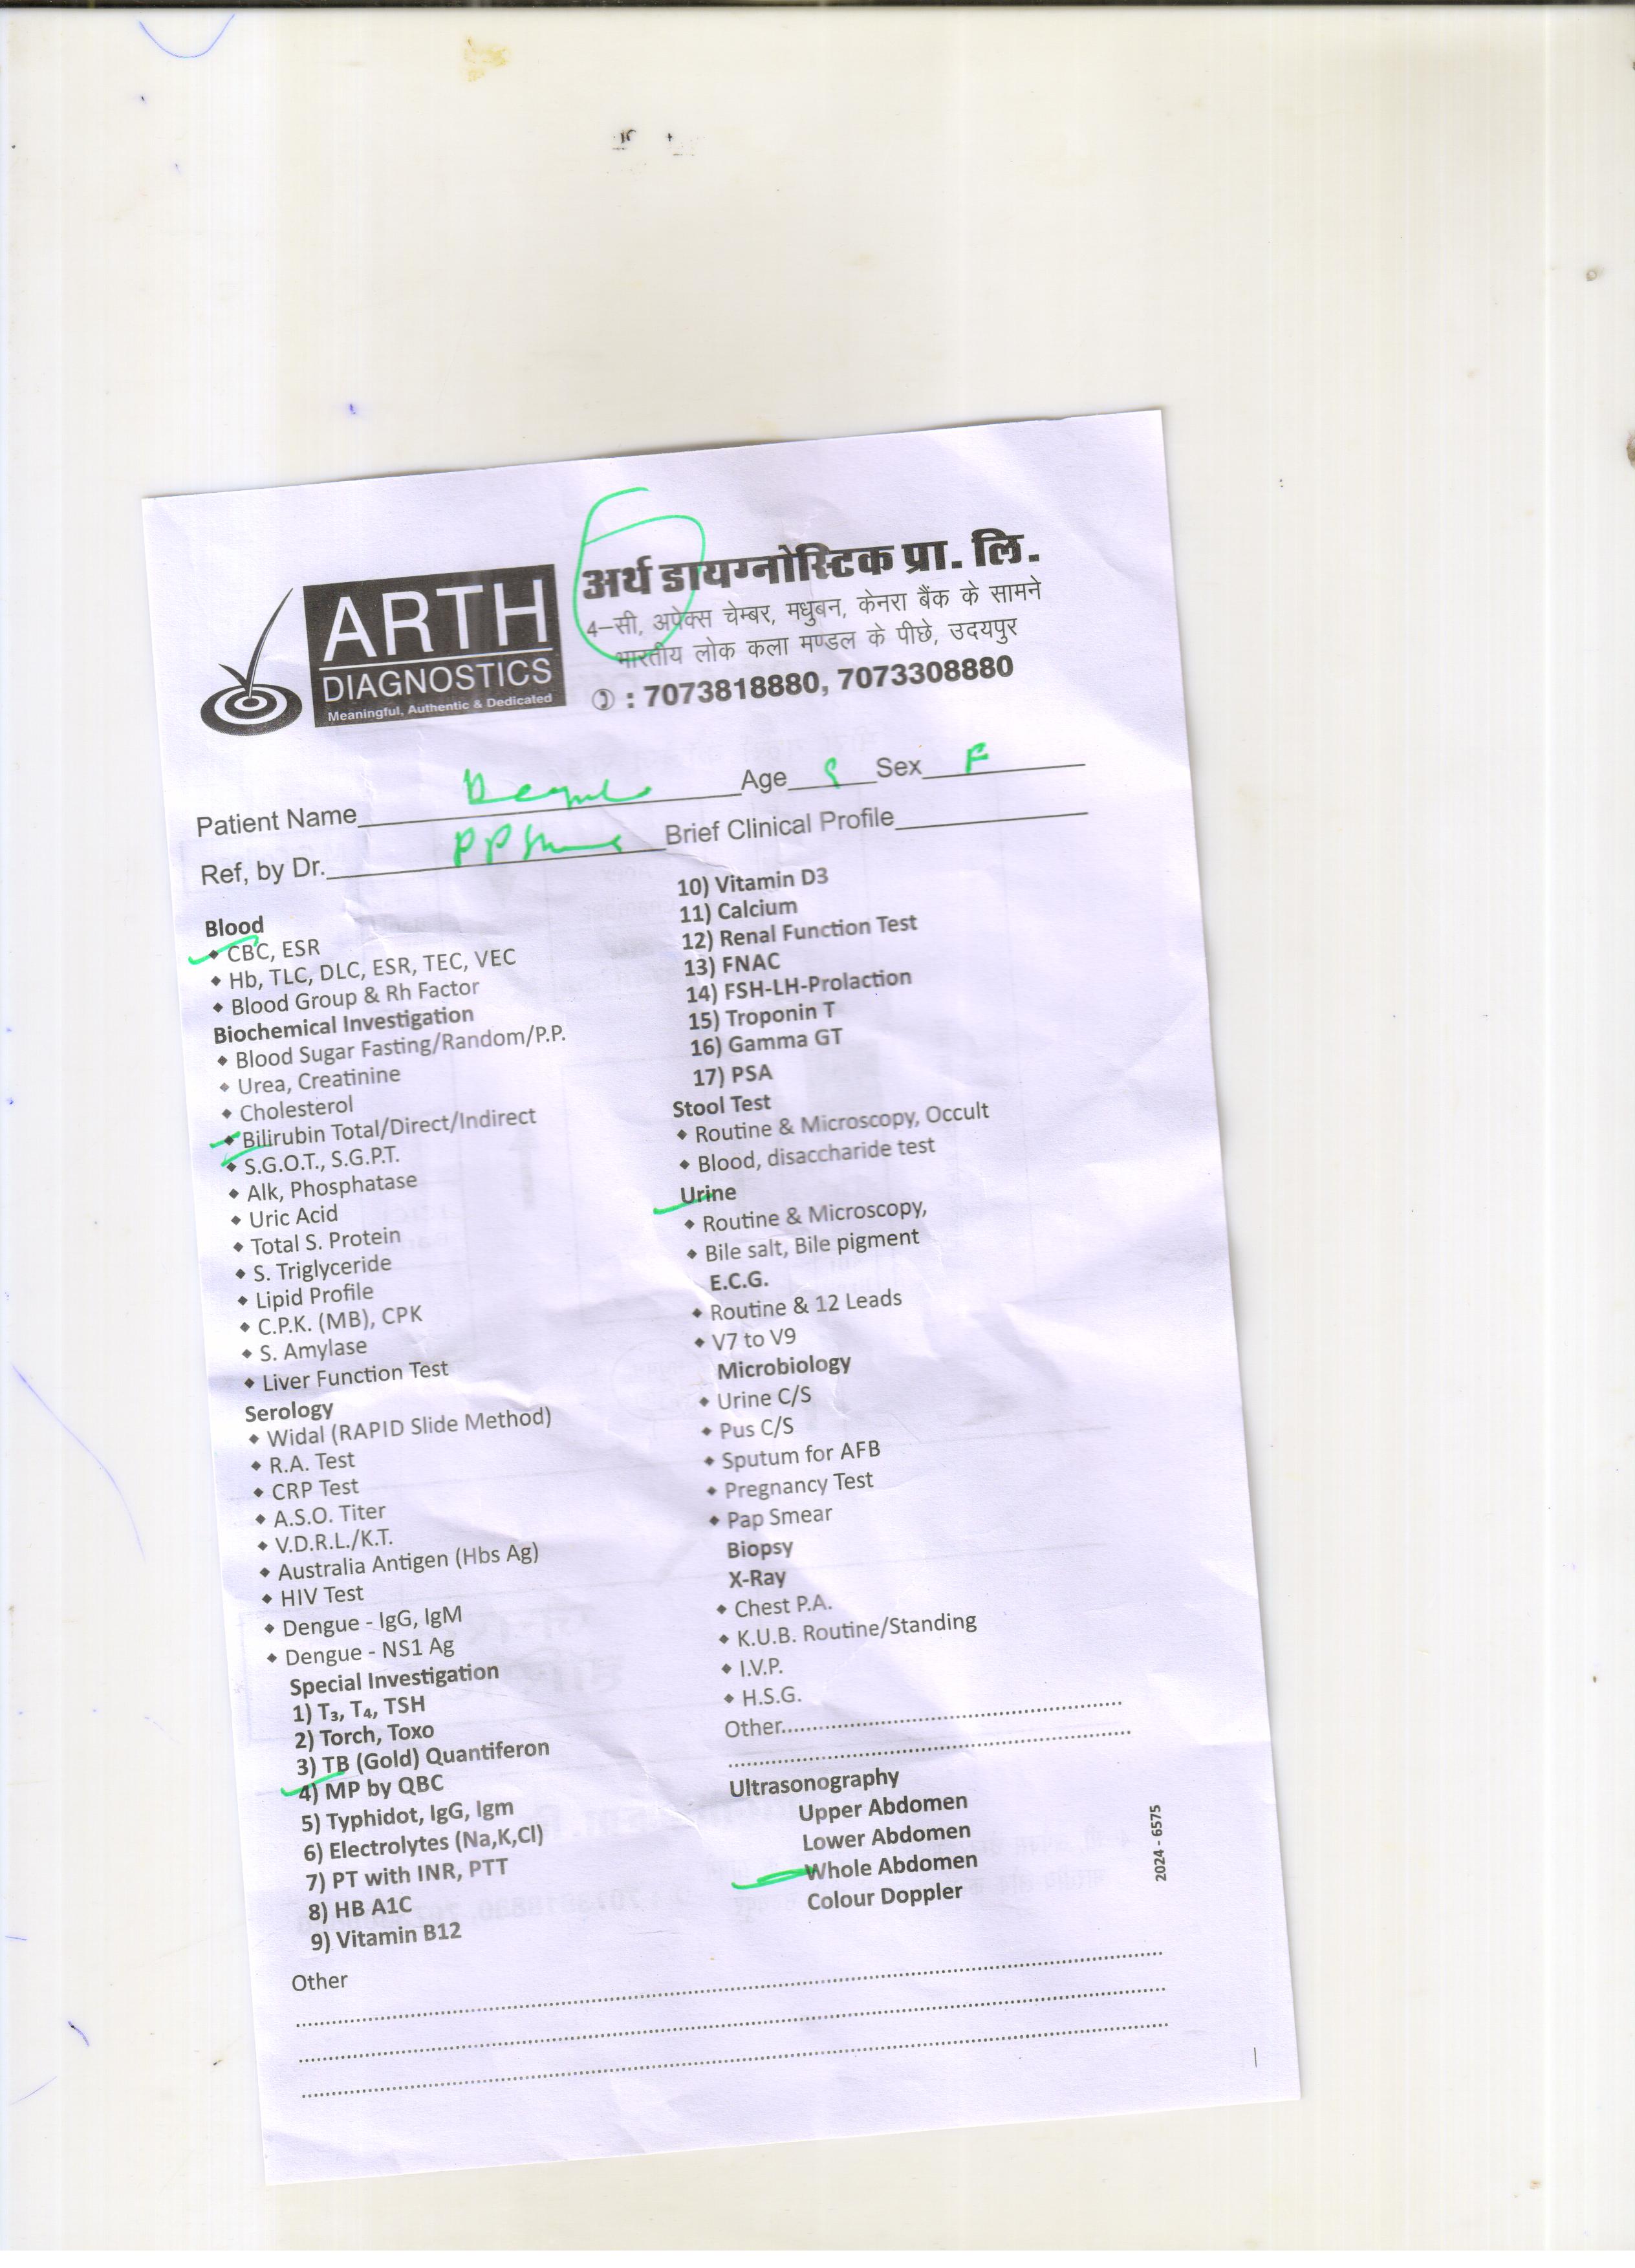 ARTH
DIAGNOSTICS
Meaningful, Authentic & Dedicated
अर्थ डायग्नोस्टिक प्रा. लि.
4-सी, अपेक्स चेम्बर, मधुबन, केनरा बैंक के सामने
भारतीय लोक कला मण्डल के पीछे, उदयपुर
: 7073818880, 7073308880
Patient Name Age Sex F
Ref, by Dr. Brief Clinical Profile
Blood
CBC, ESR
Hb, TLC, DLC, ESR, TEC, VEC
Blood Group & Rh Factor
Biochemical Investigation
Blood Sugar Fasting/Random/P.P.
Urea, Creatinine
Cholesterol
Bilirubin Total/Direct/Indirect
S.G.O.T., S.G.P.T.
Alk, Phosphatase
Uric Acid
Total S. Protein
S. Triglyceride
Lipid Profile
C.P.K. (MB), CPK
S. Amylase
Liver Function Test
Serology
Widal (RAPID Slide Method)
R.A. Test
CRP Test
A.S.O. Titer
V.D.R.L./K.T.
Australia Antigen (Hbs Ag)
HIV Test
Dengue - IgG, IgM
Dengue - NS1 Ag
Special Investigation
1) T₃, T₄, TSH
2) Torch, Toxo
3) TB (Gold) Quantiferon
4) MP by QBC
5) Typhidot, IgG, Igm
6) Electrolytes (Na,K,Cl)
7) PT with INR, PTT
8) HB A1C
9) Vitamin B12
10) Vitamin D3
11) Calcium
12) Renal Function Test
13) FNAC
14) FSH-LH-Prolaction
15) Troponin T
16) Gamma GT
17) PSA
Stool Test
Routine & Microscopy, Occult
Blood, disaccharide test
Urine
Routine & Microscopy,
Bile salt, Bile pigment
E.C.G.
Routine & 12 Leads
V7 to V9
Microbiology
Urine C/S
Pus C/S
Sputum for AFB
Pregnancy Test
Pap Smear
Biopsy
X-Ray
Chest P.A.
K.U.B. Routine/Standing
I.V.P.
H.S.G.
Other
Ultrasonography
Upper Abdomen
Lower Abdomen
Whole Abdomen
Colour Doppler
2024 - 6575
Other